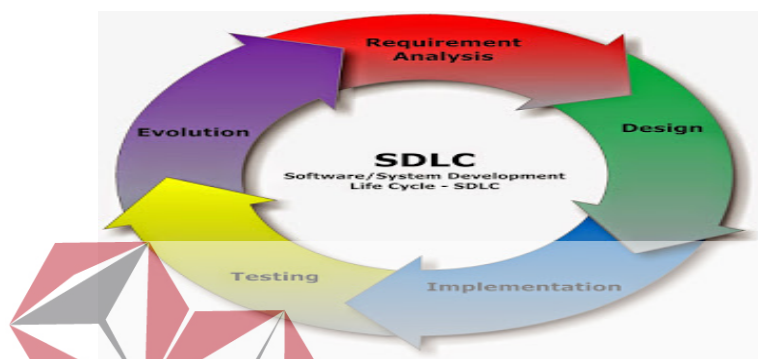 Requirement
Analysis
Design
Evolution
SDLC
Software/System Development
Life Cycle - SDLC
Testing
Implementation